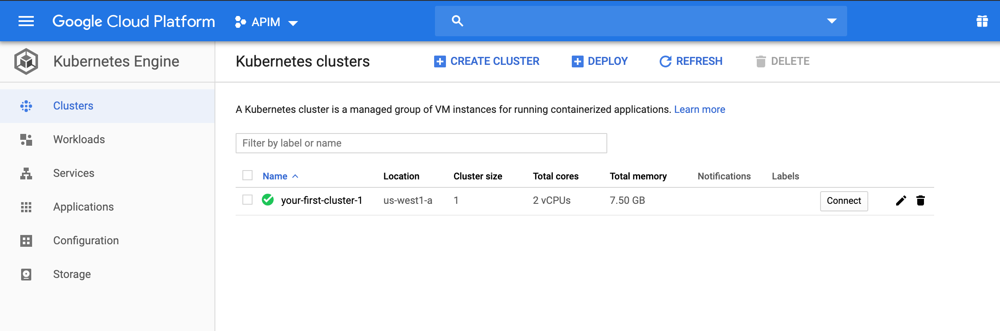 Google Cloud Platform APIM
Kubernetes Engine
Kubernetes clusters CREATE CLUSTER DEPLOY REFRESH DELETE
Clusters
Workloads
Services
Applications
Configuration
Storage
A Kubernetes cluster is a managed group of VM instances for running containerized applications. Learn more
Filter by label or name
Name Location Cluster size Total cores Total memory Notifications Labels
your-first-cluster-1 us-west1-a 1 2 vCPUs 7.50 GB Connect